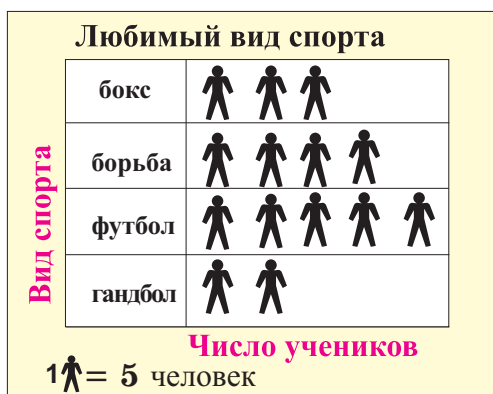 Любимый вид спорта
Вид спорта
бокс
борьба
футбол
гандбол
Число учеников
1 = 5 человек